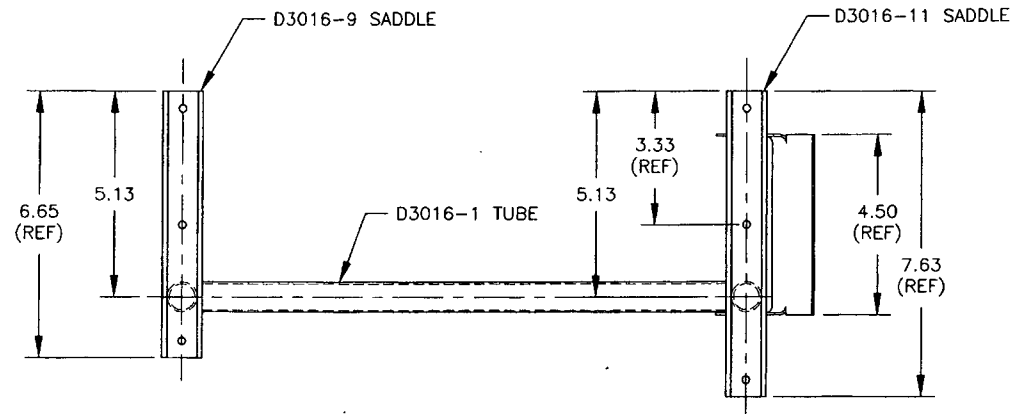 D3016-9 SADDLE
D3016-11 SADDLE
6.65
(REF)
5.13
D3016-1 TUBE
5.13
3.33
(REF)
4.50
(REF)
7.63
(REF)